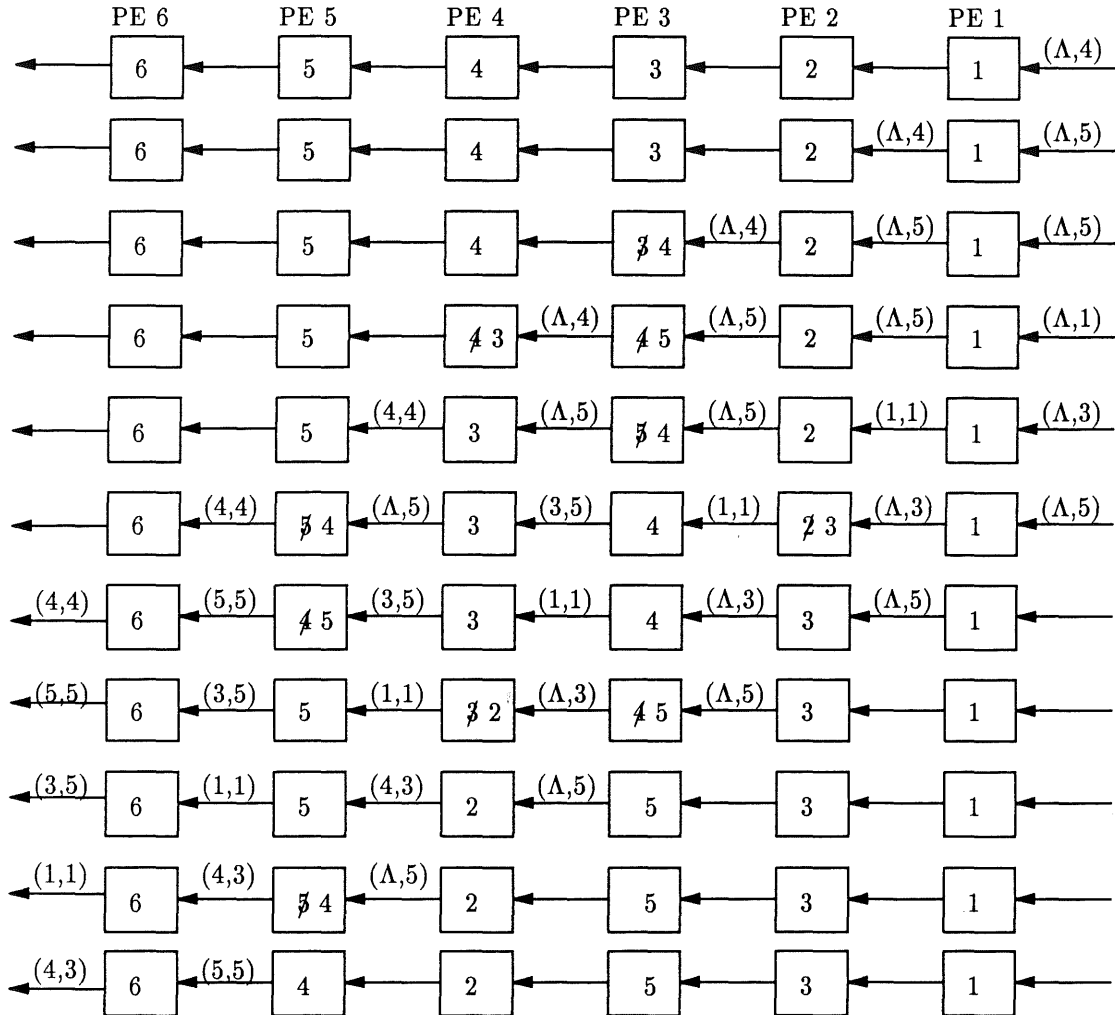 PE 6 PE 5 PE 4 PE 3 PE 2 PE 1
6 5 4 3 2 1 (Λ,4)
6 5 4 3 2 (Λ,4) 1 (Λ,5)
6 5 4 3 4 (Λ,4) 2 (Λ,5) 1 (Λ,5)
6 5 4 3 (Λ,4) 4 5 (Λ,5) 2 (Λ,5) 1 (Λ,1)
6 5 (4,4) 3 (Λ,5) 5 4 (Λ,5) 2 (1,1) 1 (Λ,3)
6 (4,4) 5 4 (Λ,5) 3 (3,5) 4 (1,1) 2 3 (Λ,3) 1 (Λ,5)
(4,4) 6 (5,5) 4 5 (3,5) 3 (1,1) 4 (Λ,3) 3 (Λ,5) 1
(5,5) 6 (3,5) 5 (1,1) 3 2 (Λ,3) 4 5 (Λ,5) 3 1
(3,5) 6 (1,1) 5 (4,3) 2 (Λ,5) 5 3 1
(1,1) 6 (4,3) 5 4 (Λ,5) 2 5 3 1
(4,3) 6 (5,5) 4 2 5 3 1